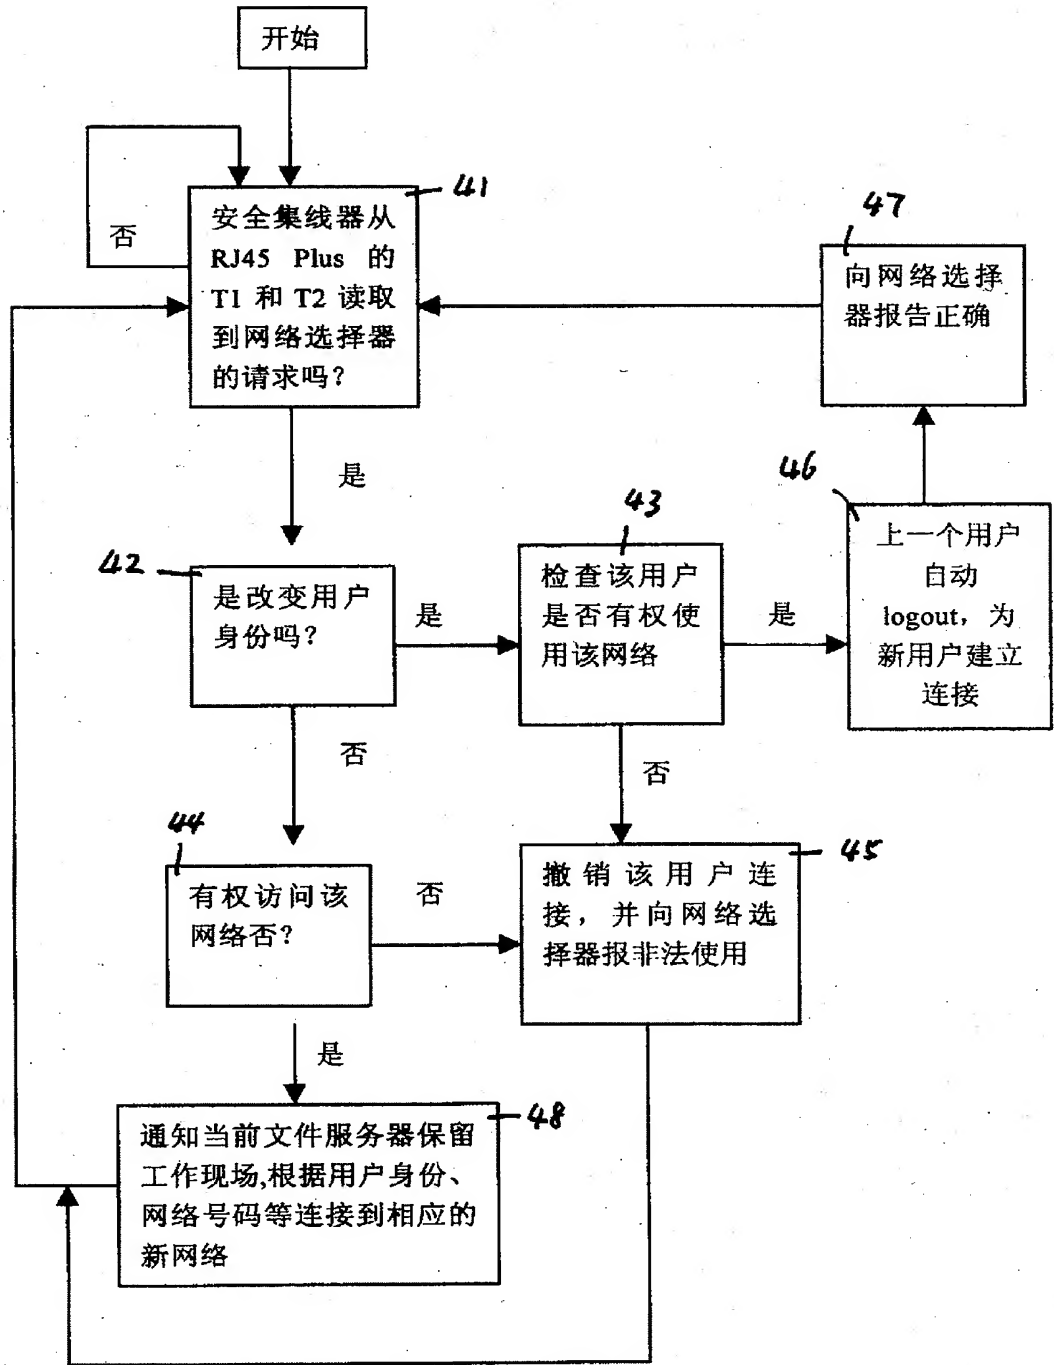 开始
41
安全集线器从
RJ45 Plus 的
T1 和 T2 读取
到网络选择器
的请求吗？
否
47
向网络选择
器报告正确
是
46
上一个用户
自动
logout，为
新用户建立
连接
43
检查该用户
是否有权使
用该网络
是
42
是改变用户
身份吗？
是
否
否
44
有权访问该
网络否？
否
45
撤销该用户连
接，并向网络选
择器报非法使用
是
48
通知当前文件服务器保留
工作现场,根据用户身份、
网络号码等连接到相应的
新网络